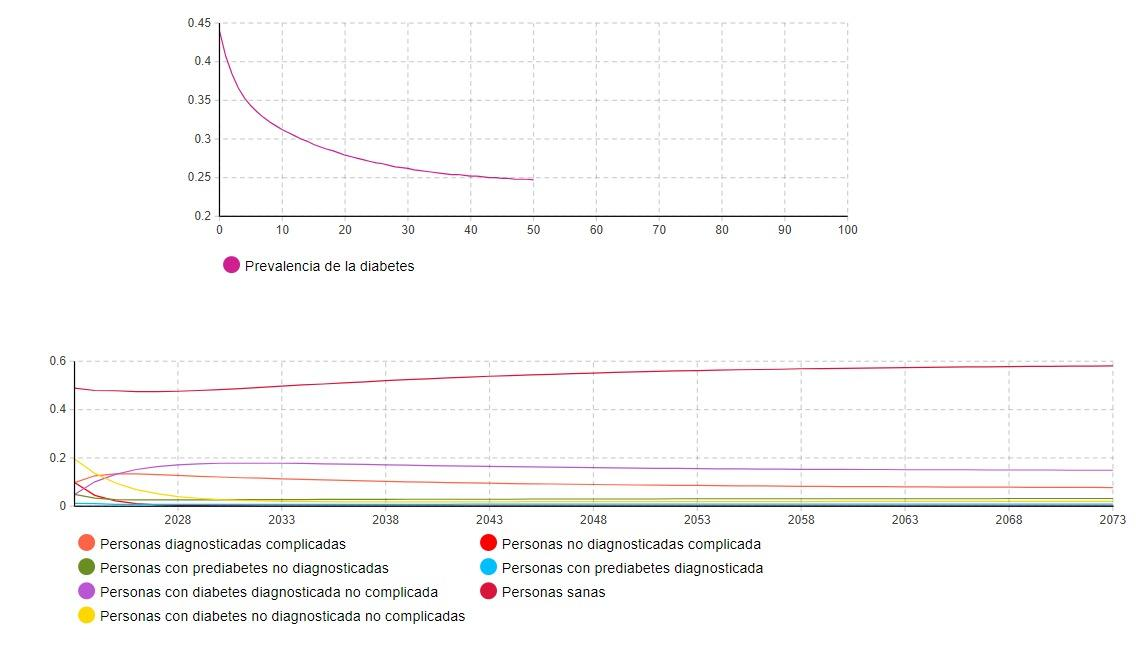 0.45
0.4
0.35
0.3
0.25
0.2
0 10 20 30 40 50 60 70 80 90 100
Prevalencia de la diabetes
0.6
0.4
0.2
0
2028 2033 2038 2043 2048 2053 2058 2063 2068 2073
Personas diagnosticadas complicadas
Personas no diagnosticadas complicada
Personas con prediabetes no diagnosticadas
Personas con prediabetes diagnosticada
Personas con diabetes diagnosticada no complicada
Personas sanas
Personas con diabetes no diagnosticada no complicadas